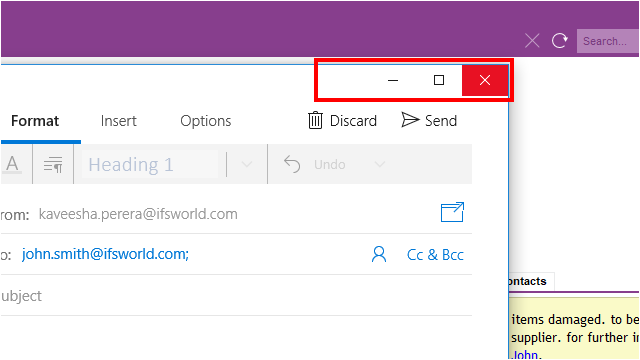 Search...
Format Insert Options Discard Send
A Heading 1 Undo
rom: kaveesha.perera@ifsworld.com
o: john.smith@ifsworld.com; Cc & Bcc
ubject
ontacts
items damaged. to be
supplier. for further in
John.